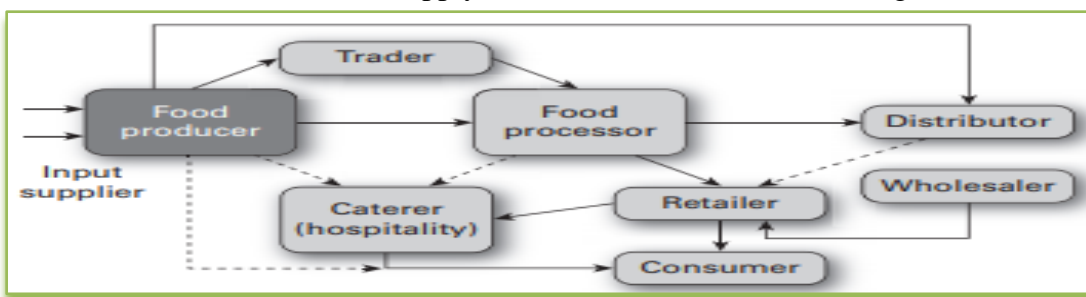 Trader
Food
producer
Food
processor
Distributor
Input
supplier
Caterer
(hospitality)
Retailer
Wholesaler
Consumer